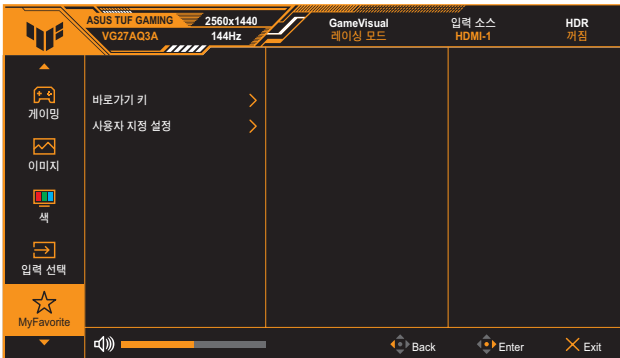 ASUS TUF GAMING 2560x1440 GameVisual 입력 소스 HDR
VG27AQ3A 144Hz 레이싱 모드 HDMI-1 꺼짐
게이밍
바로가기 키
사용자 지정 설정
이미지
색
입력 선택
MyFavorite
Back Enter Exit